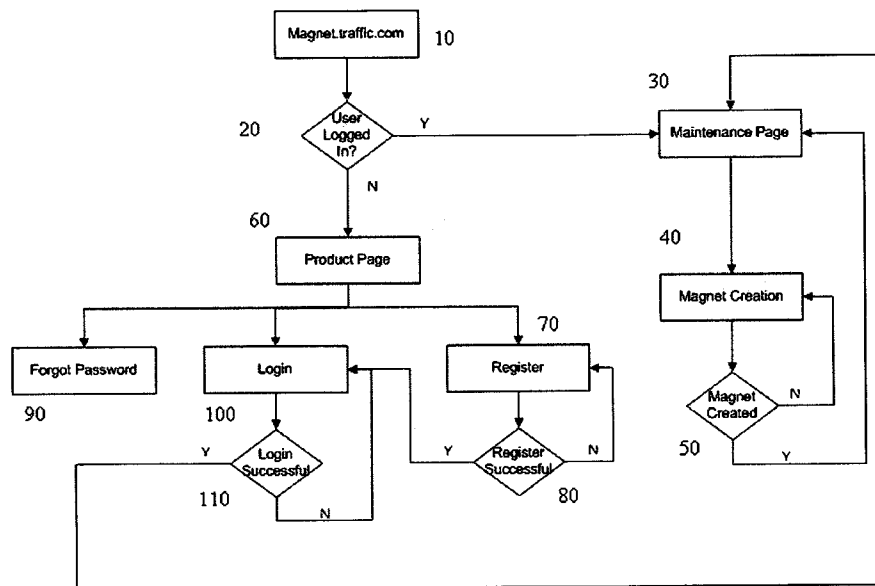 Magnet.traffic.com
10
20
User
Logged
In?
Y
N
30
Maintenance Page
60
Product Page
40
Magnet Creation
70
Forgot Password
90
Login
100
Register
Magnet
Created
N
50
Y
Y
Login
Successful
110
N
Y
Register
Successful
N
80